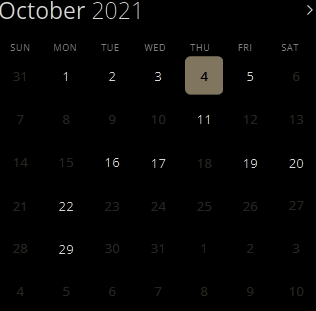 October 2021
SUN MON TUE WED THU FRI SAT
31 1 2 3 4 5 6
7 8 9 10 11 12 13
14 15 16 17 18 19 20
21 22 23 24 25 26 27
28 29 30 31 1 2 3
4 5 6 7 8 9 10